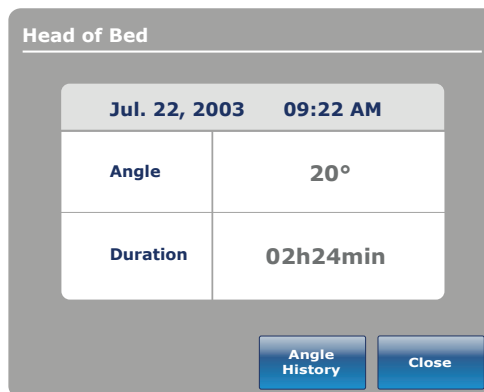 Head of Bed
Jul. 22, 2003 09:22 AM
Angle 20°
Duration 02h24min
Angle
History
Close